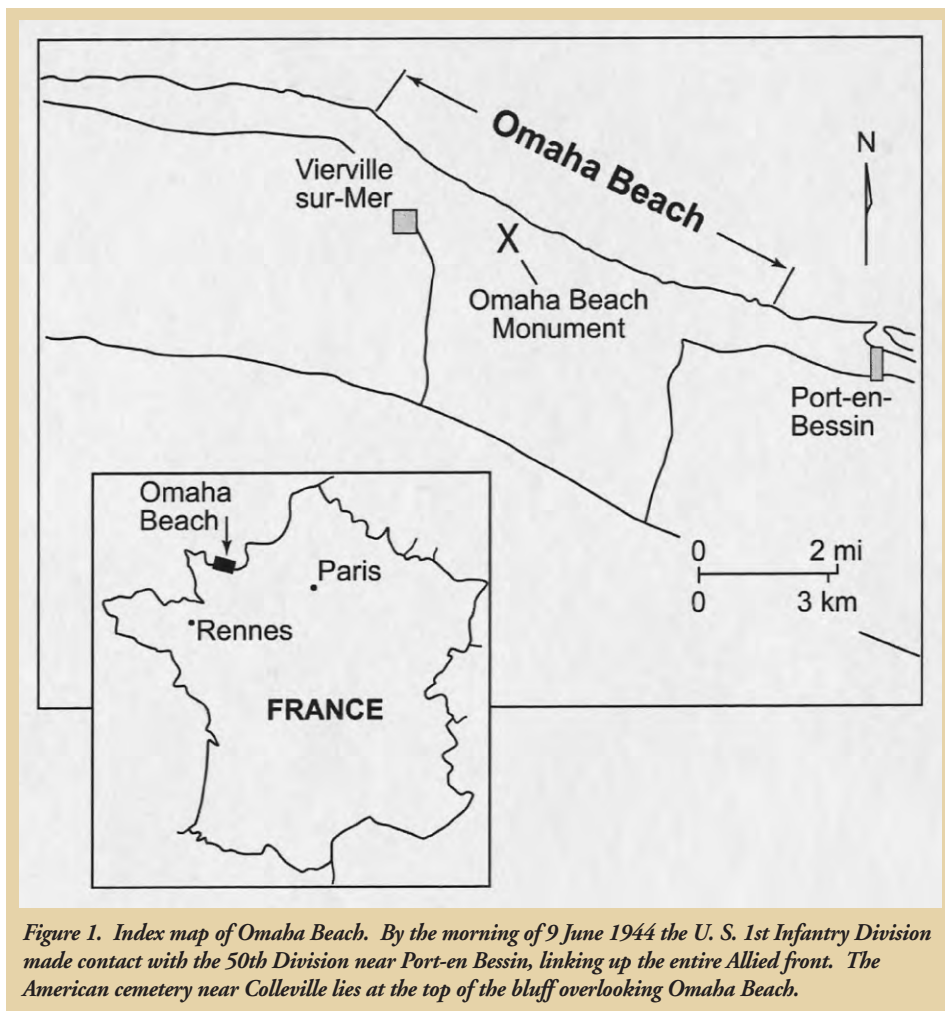 Omaha Beach
N
Vierville
sur-Mer
X
Omaha Beach
Monument
Port-en-
Bessin
0 2 mi
0 3 km
Omaha
Beach
Paris
Rennes
FRANCE
Figure 1. Index map of Omaha Beach. By the morning of 9 June 1944 the U. S. 1st Infantry Division
made contact with the 50th Division near Port-en Bessin, linking up the entire Allied front. The
American cemetery near Colleville lies at the top of the bluff overlooking Omaha Beach.